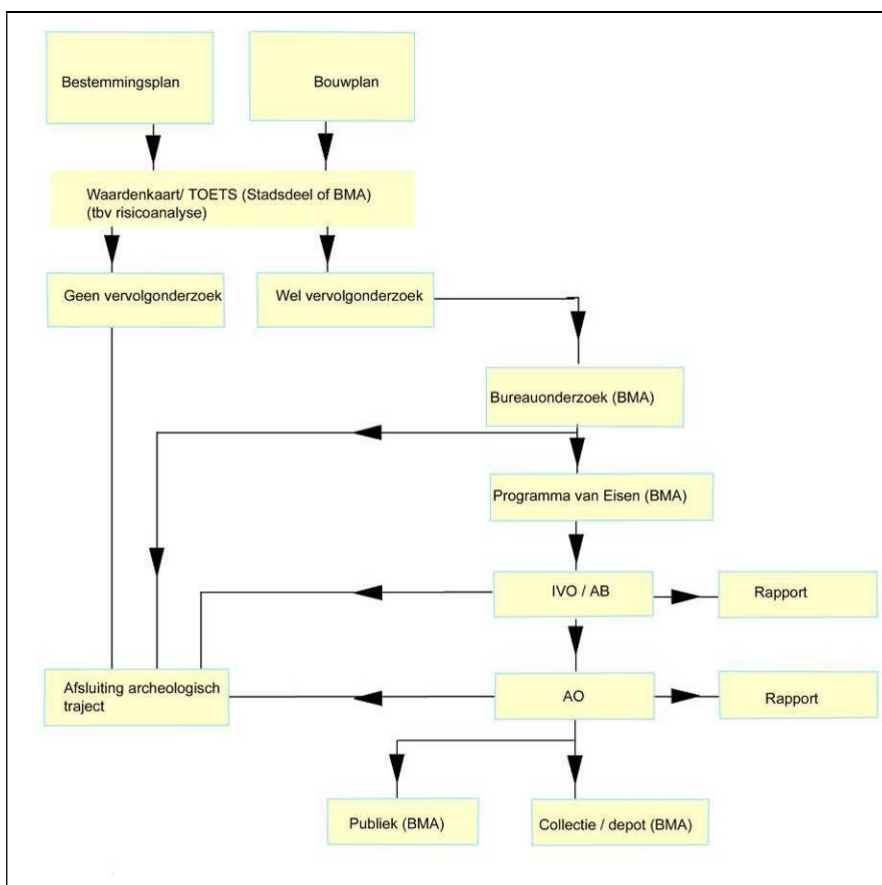 Bestemmingsplan
Bouwplan
Waardenkaart/ TOETS (Stadsdeel of BMA)
(tbv risicoanalyse)
Geen vervolgonderzoek
Wel vervolgonderzoek
Bureauonderzoek (BMA)
Programma van Eisen (BMA)
IVO / AB
Rapport
Afsluiting archeologisch
traject
AO
Rapport
Publiek (BMA)
Collectie / depot (BMA)